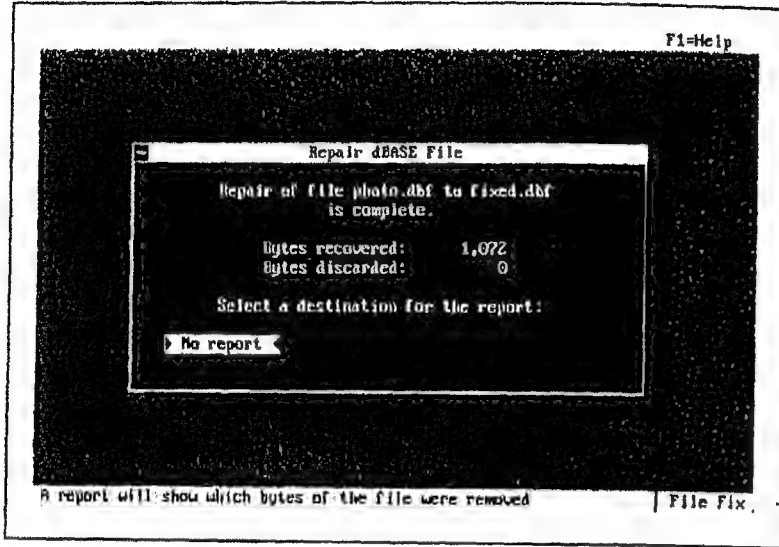 F1=Help
Repair dBASE File
Repair of file photo.dbf to fixed.dbf
is complete.
Bytes recovered: 1,072
Bytes discarded: 0
Select a destination for the report:
No report
A report will show which bytes of the file were removed
File Fix